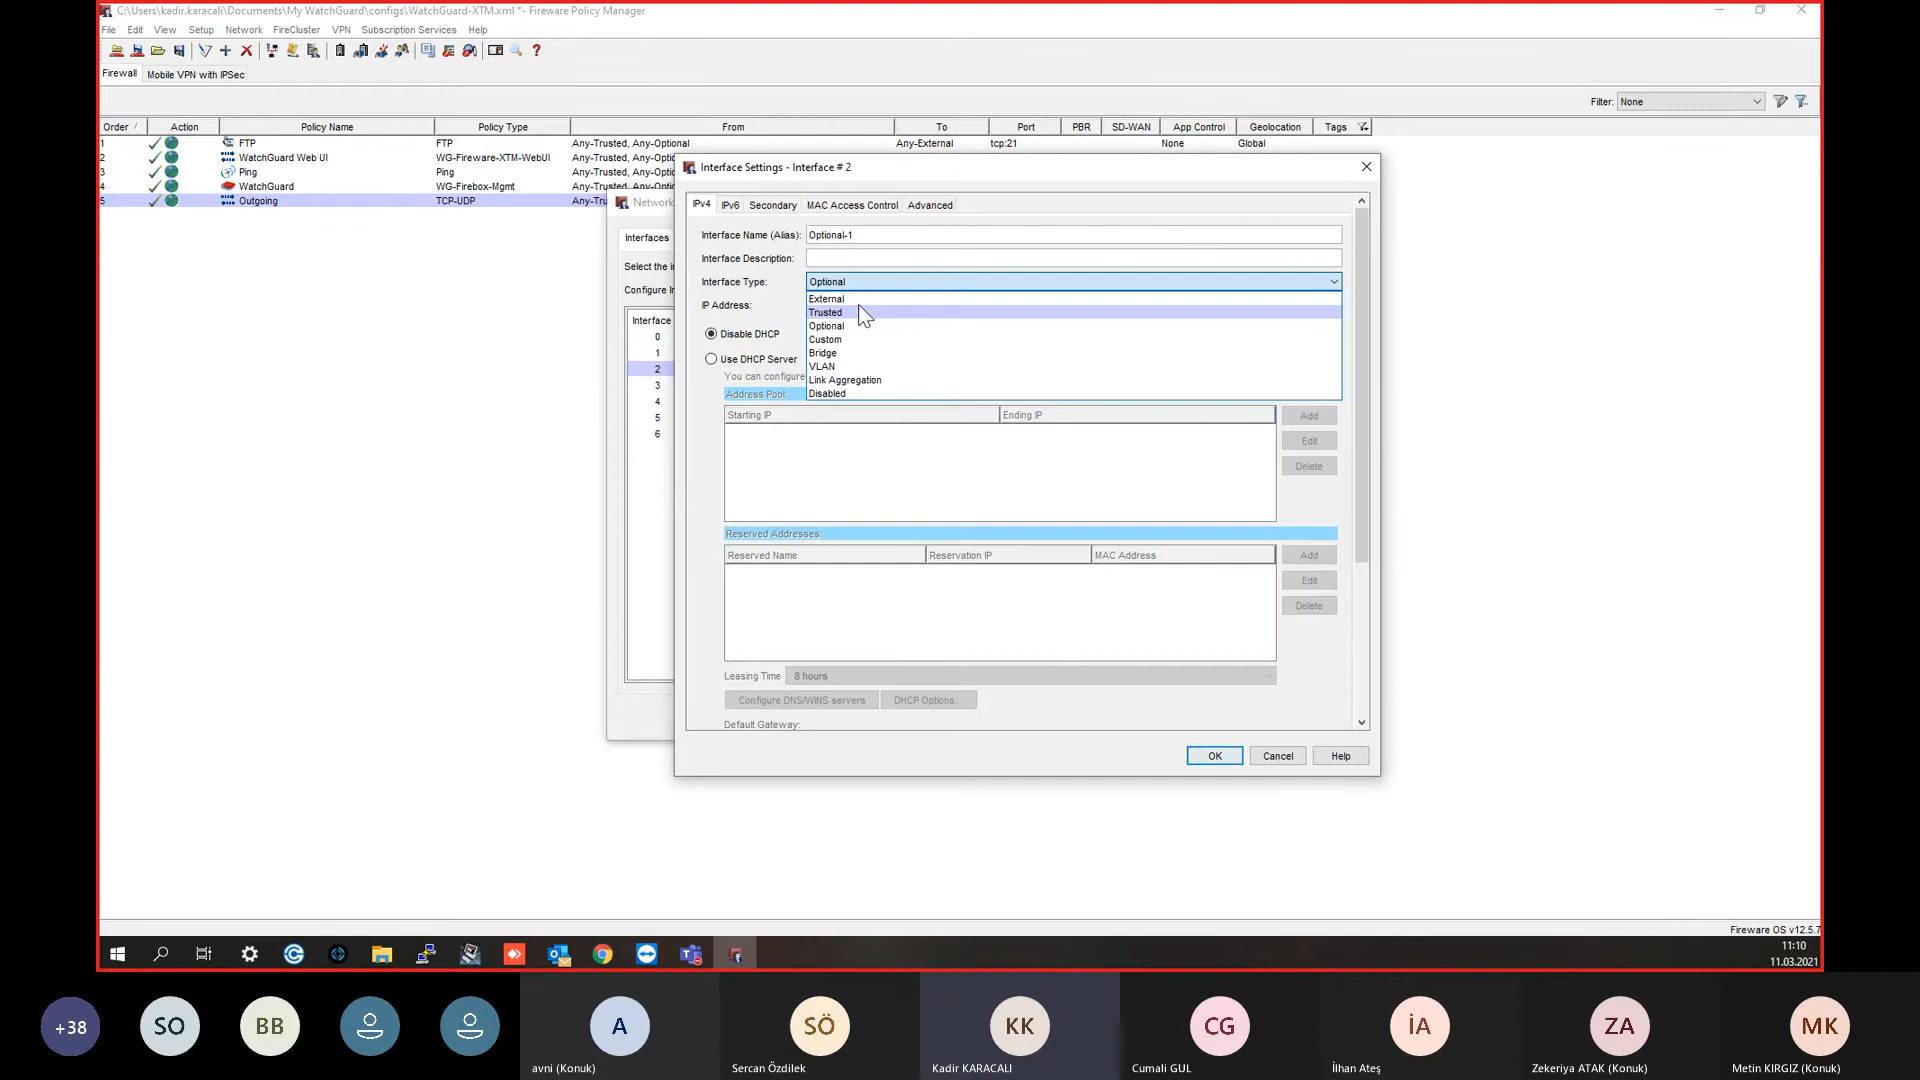 C:\Users\kadir.karacali\Documents\My WatchGuard\configs\WatchGuard-XTM.xml *- Fireware Policy Manager
File Edit View Setup Network FireCluster VPN Subscription Services Help
Firewall Mobile VPN with IPSec
Filter: None
Order Action Policy Name Policy Type From To Port PBR SD-WAN App Control Geolocation Tags
1 FTP FTP Any-Trusted, Any-Optional Any-External tcp:21 None Global
2 WatchGuard Web UI WG-Fireware-XTM-WebUI Any-Trusted, Any-Optio
3 Ping Ping Any-Trusted, Any-Optio
4 WatchGuard WG-Firebox-Mgmt Any-Trusted, Any-Optio
5 Outgoing TCP-UDP Any-Tru
Network
Interfaces
Select the i
Configure In
Interface
0
1
2
3
4
5
6
Interface Settings - Interface # 2
IPv4 IPv6 Secondary MAC Access Control Advanced
Interface Name (Alias): Optional-1
Interface Description:
Interface Type: Optional
External
Trusted
Optional
Custom
Bridge
VLAN
Link Aggregation
Disabled
IP Address:
Disable DHCP
Use DHCP Server
You can configure
Address Pool:
Starting IP Ending IP
Add
Edit
Delete
Reserved Addresses:
Reserved Name Reservation IP MAC Address
Add
Edit
Delete
Leasing Time 8 hours
Configure DNS/WINS servers DHCP Options...
Default Gateway:
OK Cancel Help
Fireware OS v12.5.7
11:10
11.03.2021
+38 SO BB A SÖ KK CG İA ZA MK
avni (Konuk) Sercan Özdilek Kadir KARACALI Cumali GUL İlhan Ateş Zekeriya ATAK (Konuk) Metin KIRGIZ (Konuk)